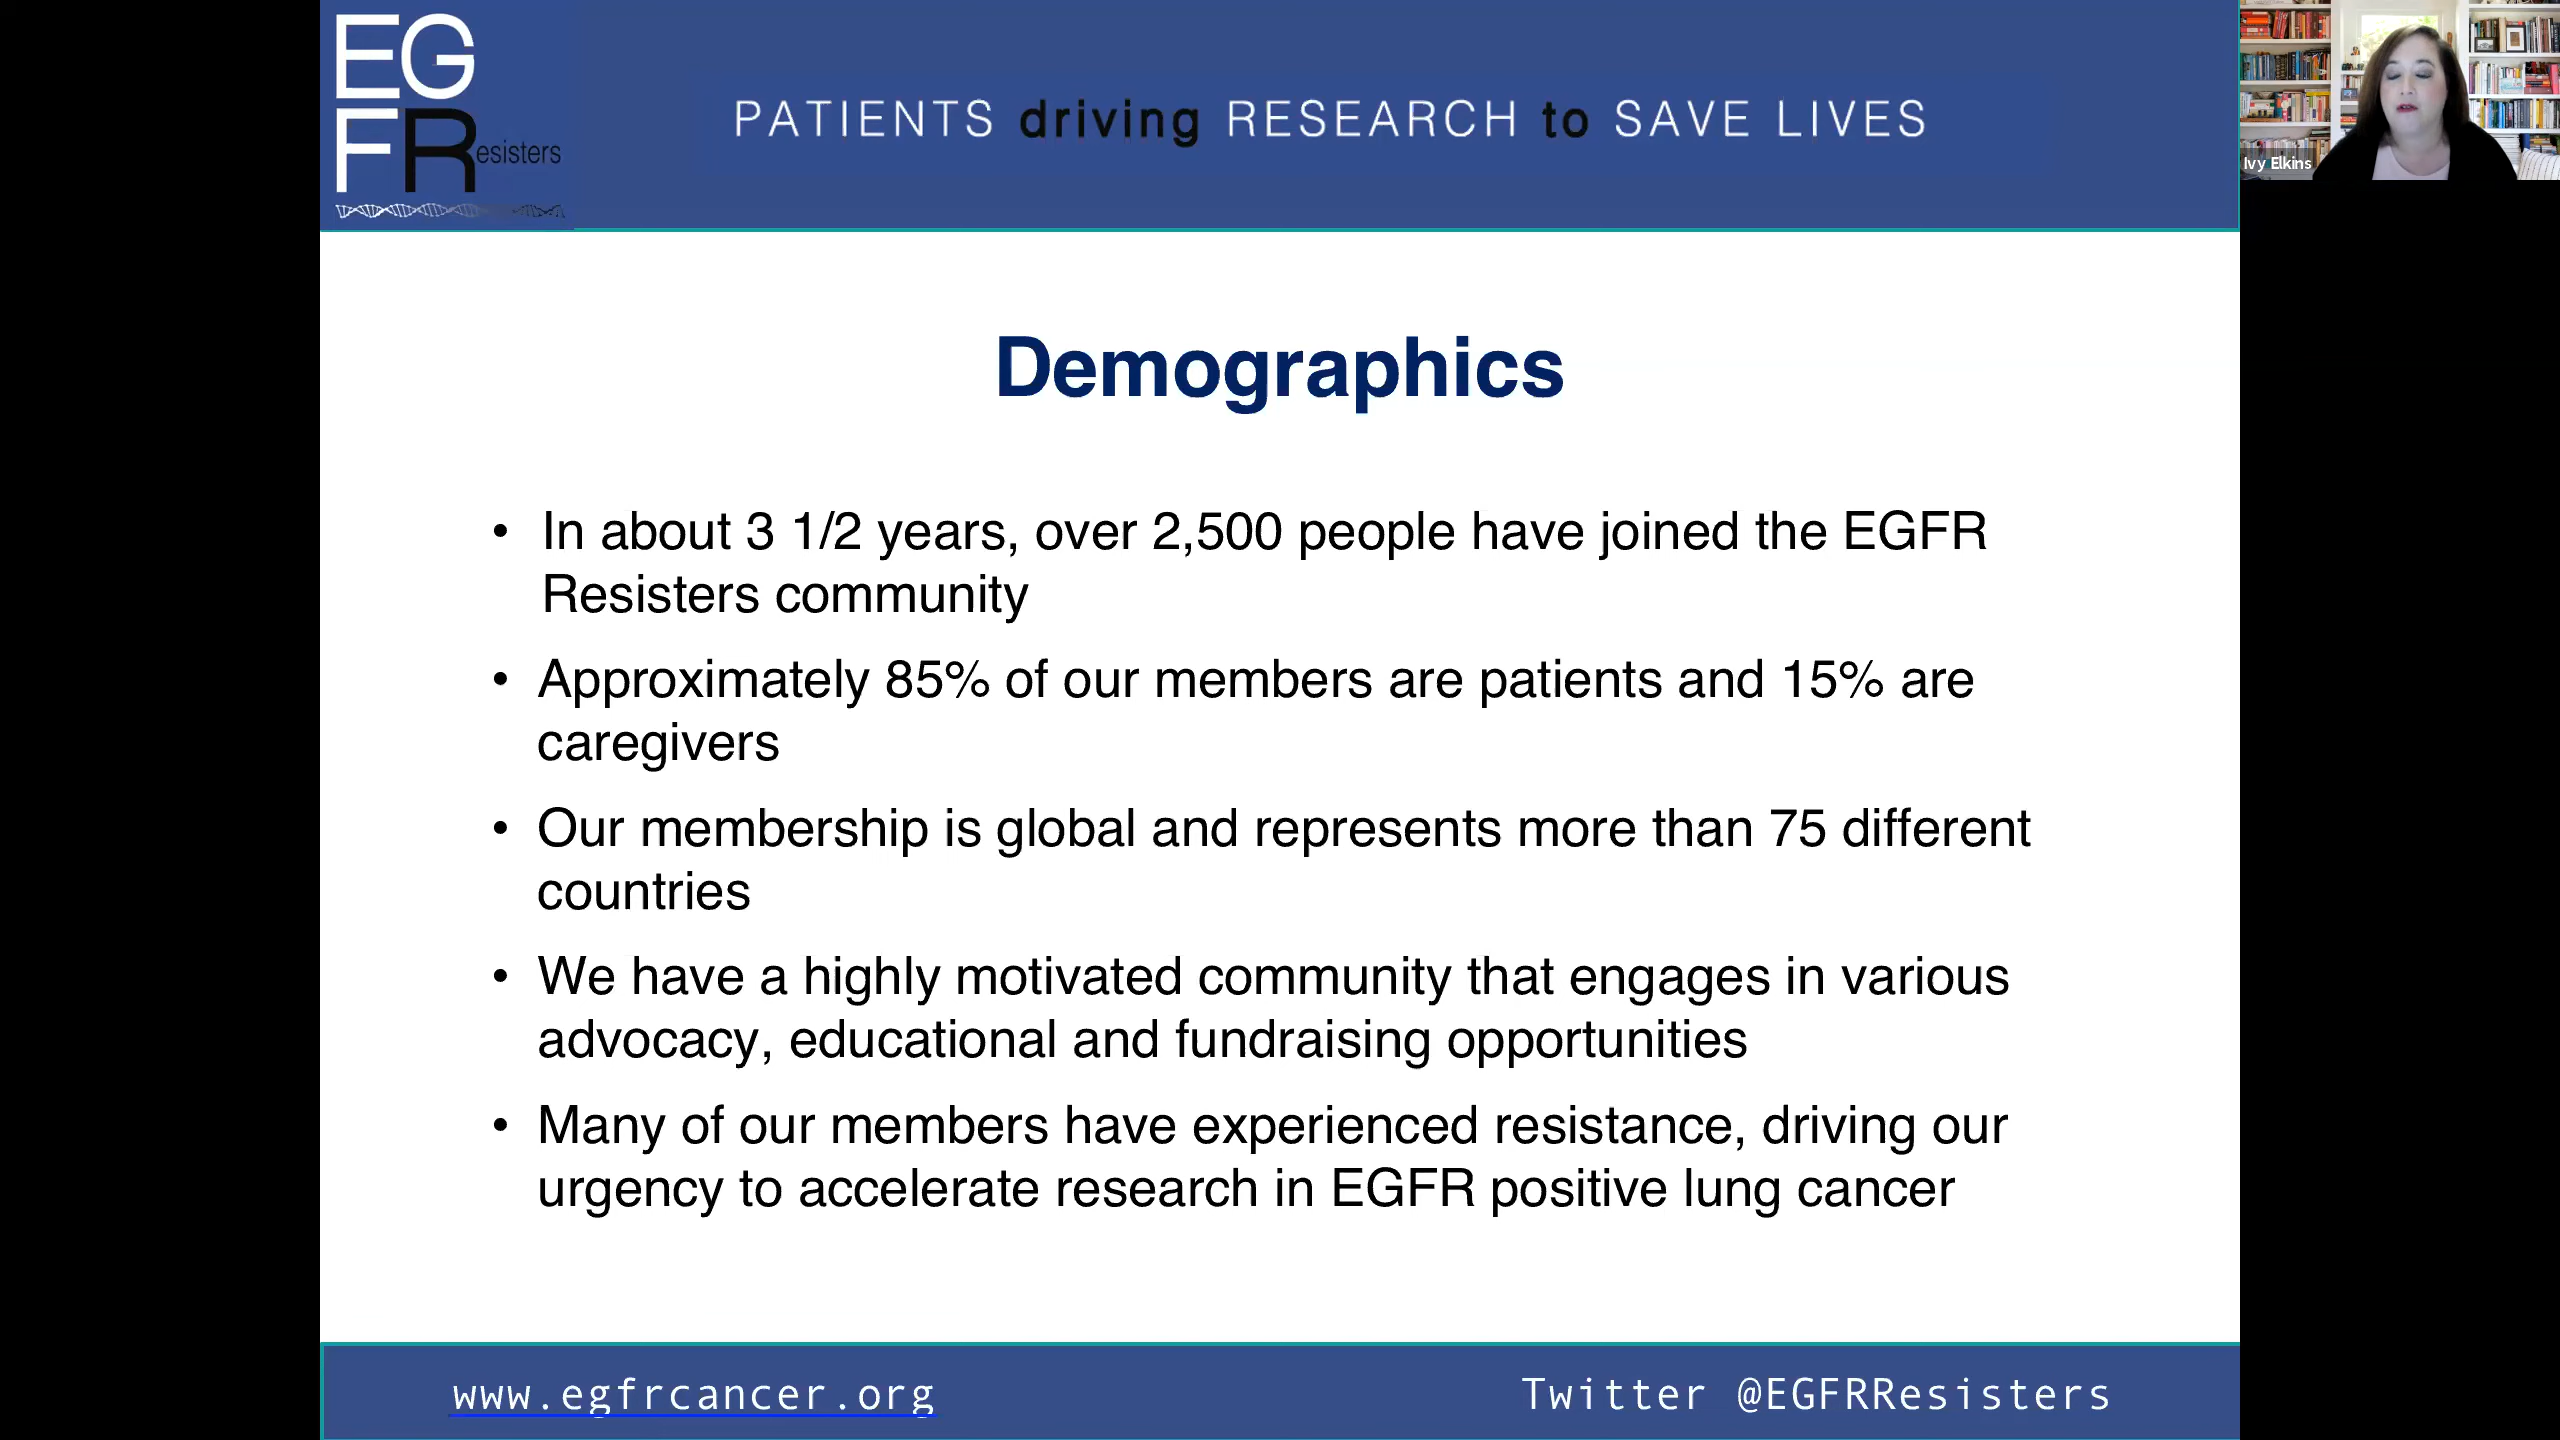 EG
FResisters
PATIENTS driving RESEARCH to SAVE LIVES
Ivy Elkins
Demographics
• In about 3 1/2 years, over 2,500 people have joined the EGFR
Resisters community
• Approximately 85% of our members are patients and 15% are
caregivers
• Our membership is global and represents more than 75 different
countries
• We have a highly motivated community that engages in various
advocacy, educational and fundraising opportunities
• Many of our members have experienced resistance, driving our
urgency to accelerate research in EGFR positive lung cancer
www.egfrcancer.org
Twitter @EGFRResisters